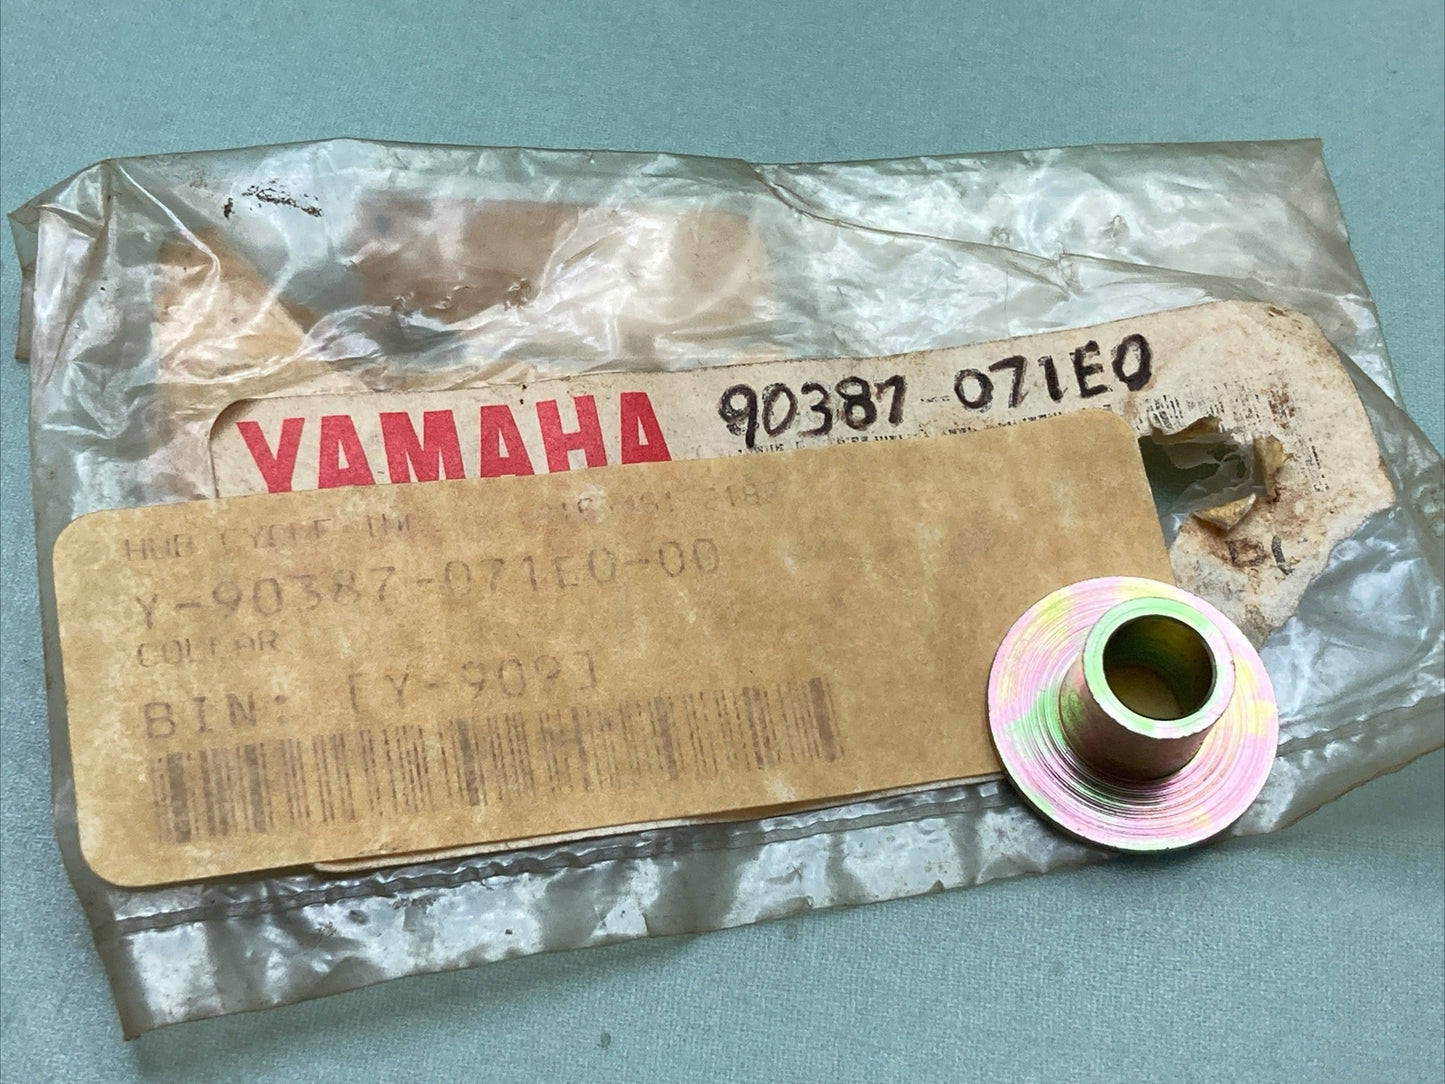 YAMAHA 90387-071E0
HUB CYCLE INC
Y-90387-071E0-00
COLLAR
BIN: [Y-909]